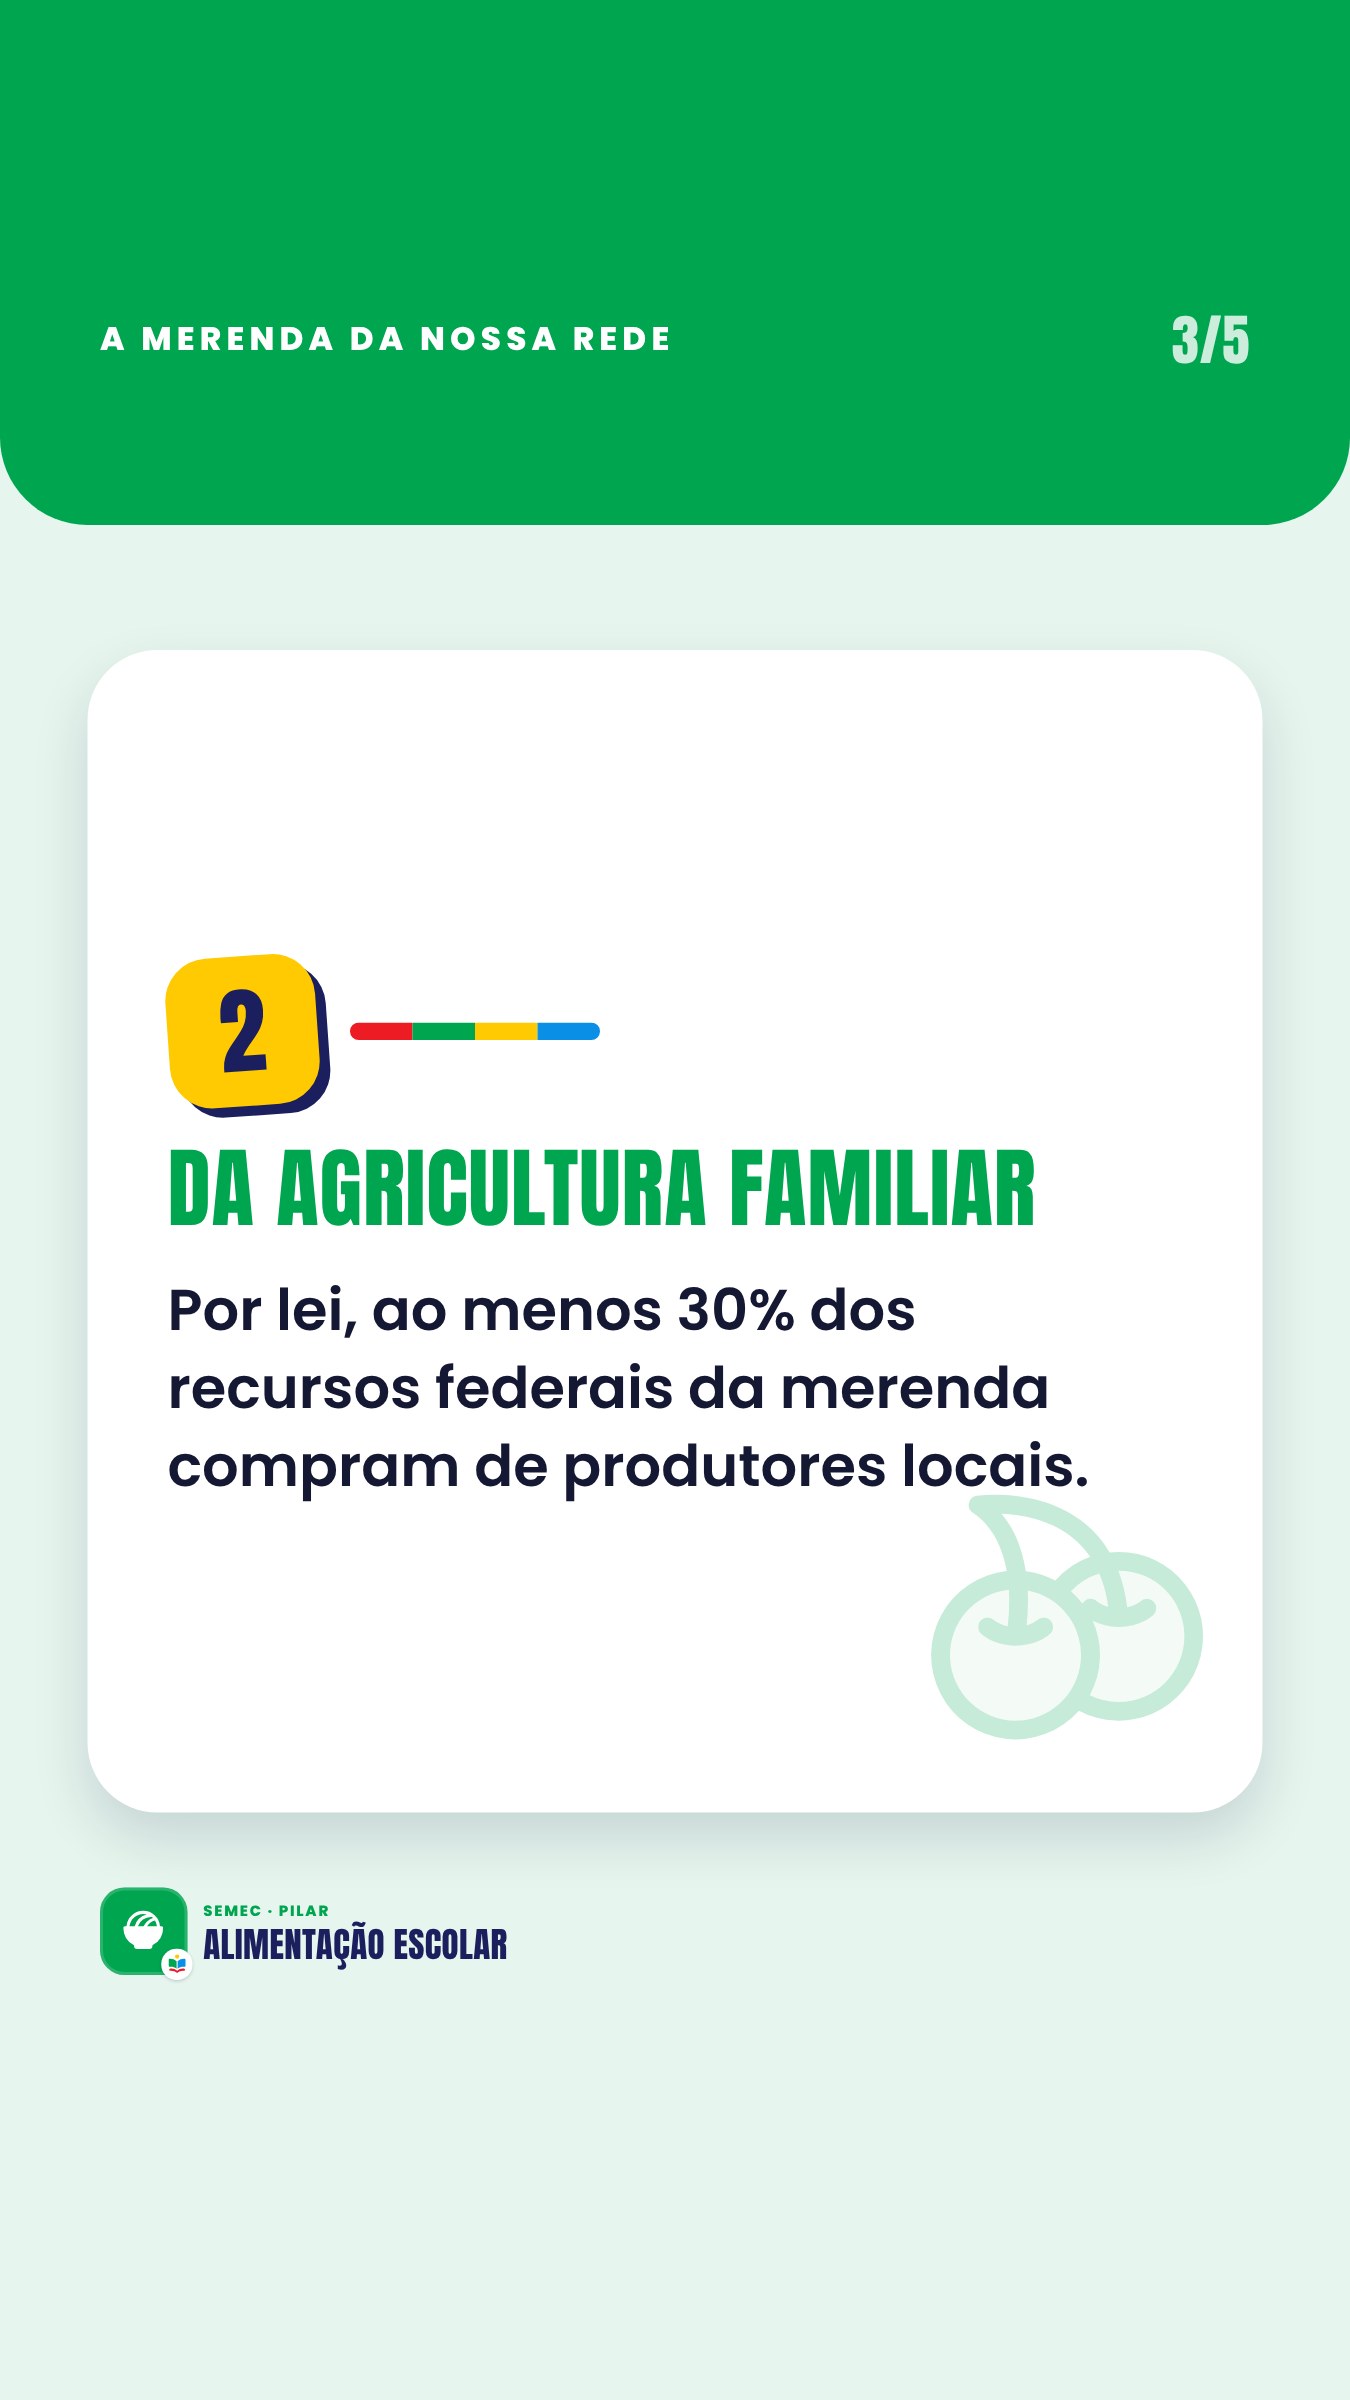 A MERENDA DA NOSSA REDE
3/5
2
DA AGRICULTURA FAMILIAR
Por lei, ao menos 30% dos
recursos federais da merenda
compram de produtores locais.
SEMEC · PILAR
ALIMENTAÇÃO ESCOLAR